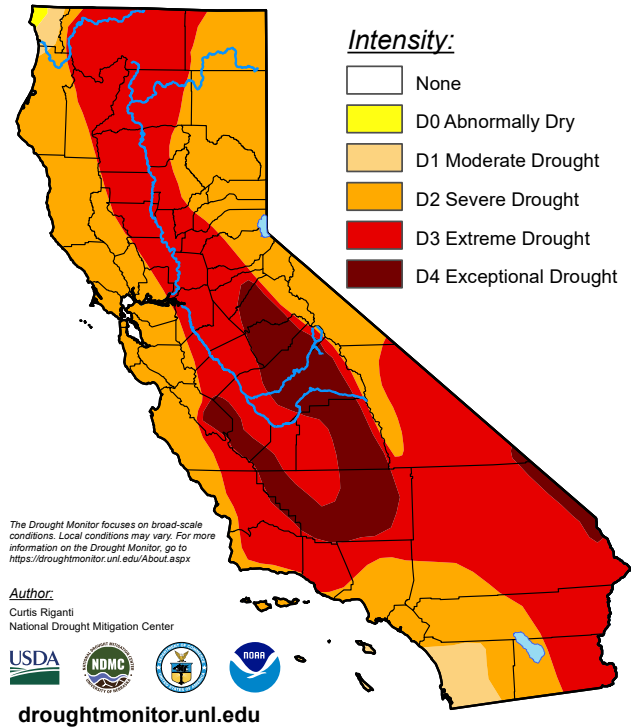 Intensity:
None
D0 Abnormally Dry
D1 Moderate Drought
D2 Severe Drought
D3 Extreme Drought
D4 Exceptional Drought
The Drought Monitor focuses on broad-scale
conditions. Local conditions may vary. For more
information on the Drought Monitor, go to
https://droughtmonitor.unl.edu/About.aspx
Author:
Curtis Riganti
National Drought Mitigation Center
USDA
NDMC
NOAA
droughtmonitor.unl.edu